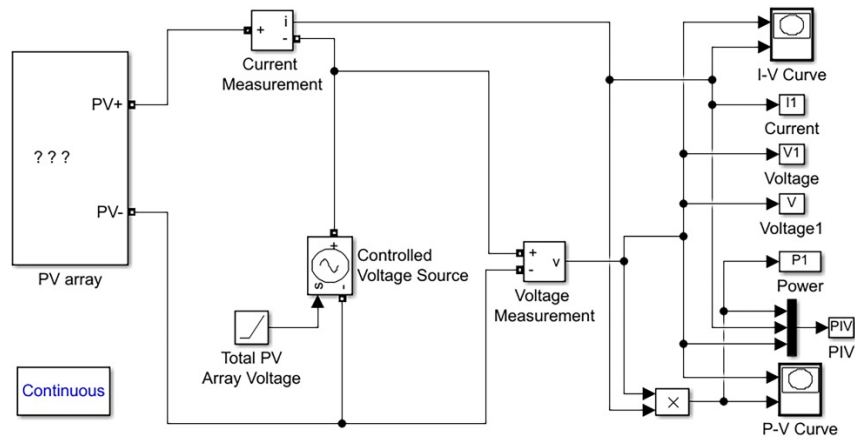 i
+
-
Current
Measurement
I-V Curve
PV+
I1
Current
? ? ?
V1
Voltage
PV-
V
Voltage1
+
s
-
Controlled
Voltage Source
+
-
v
Voltage
Measurement
P1
Power
PV array
Total PV
Array Voltage
PIV
PIV
Continuous
×
P-V Curve